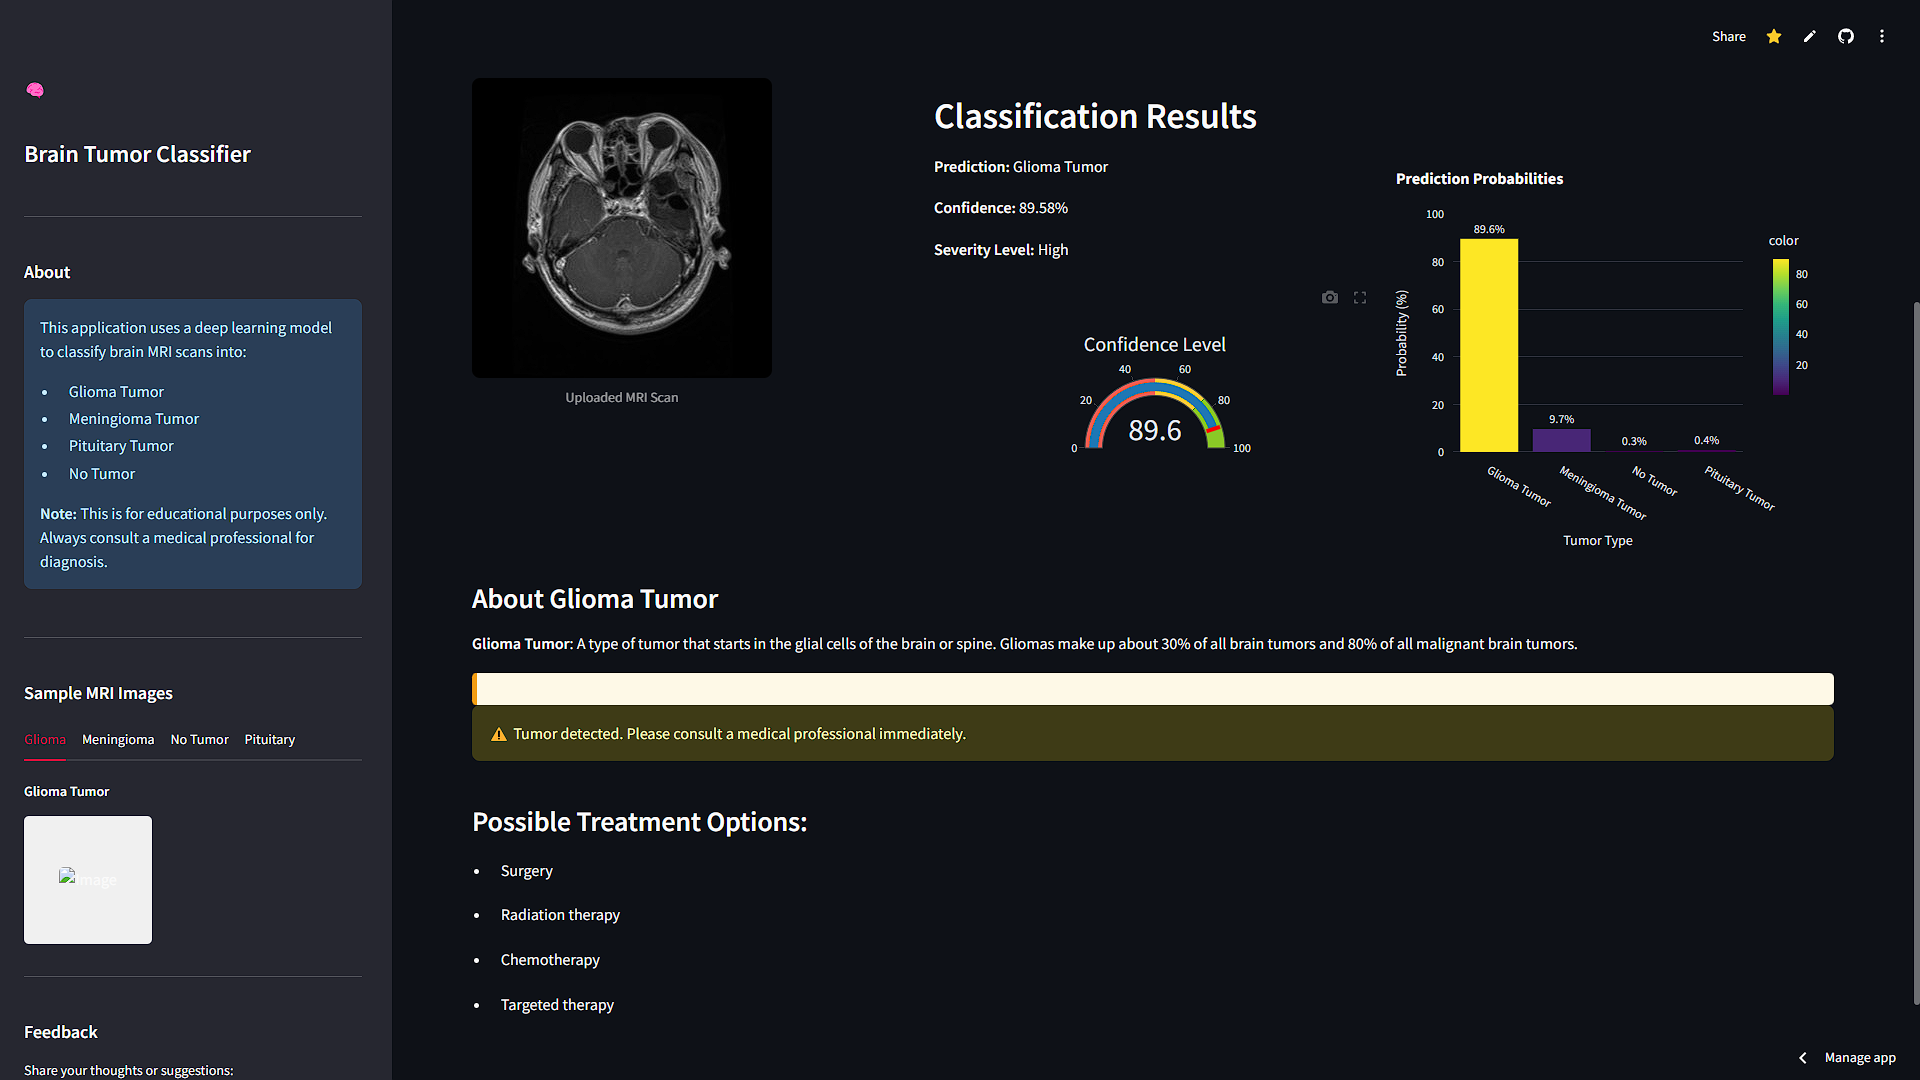 Share
Brain Tumor Classifier
About
This application uses a deep learning model
to classify brain MRI scans into:
Glioma Tumor
Meningioma Tumor
Pituitary Tumor
No Tumor
Note: This is for educational purposes only.
Always consult a medical professional for
diagnosis.
Sample MRI Images
Glioma Meningioma No Tumor Pituitary
Glioma Tumor
image
Feedback
Share your thoughts or suggestions:
Uploaded MRI Scan
Classification Results
Prediction: Glioma Tumor
Confidence: 89.58%
Severity Level: High
Confidence Level
0
20
40
60
80
100
89.6
Prediction Probabilities
Probability (%)
100
80
60
40
20
0
89.6%
9.7%
0.3%
0.4%
Glioma Tumor
Meningioma Tumor
No Tumor
Pituitary Tumor
Tumor Type
color
80
60
40
20
About Glioma Tumor
Glioma Tumor: A type of tumor that starts in the glial cells of the brain or spine. Gliomas make up about 30% of all brain tumors and 80% of all malignant brain tumors.
Tumor detected. Please consult a medical professional immediately.
Possible Treatment Options:
Surgery
Radiation therapy
Chemotherapy
Targeted therapy
Manage app